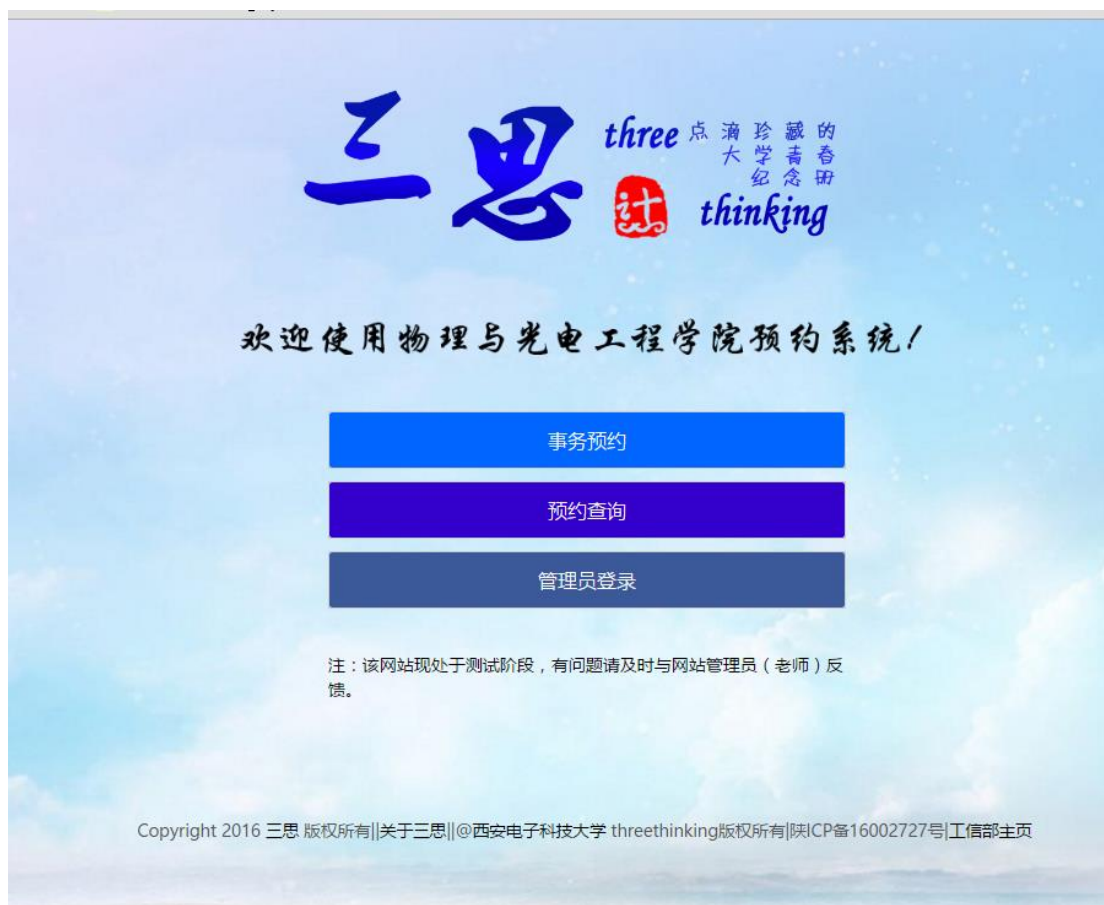 三思
three 点滴珍藏的
大学青春
纪念册
thinking
计
欢迎使用物理与光电工程学院预约系统!
事务预约
预约查询
管理员登录
注：该网站现处于测试阶段，有问题请及时与网站管理员（老师）反
馈。
Copyright 2016 三思 版权所有||关于三思||@西安电子科技大学 threethinking版权所有|陕ICP备16002727号|工信部主页